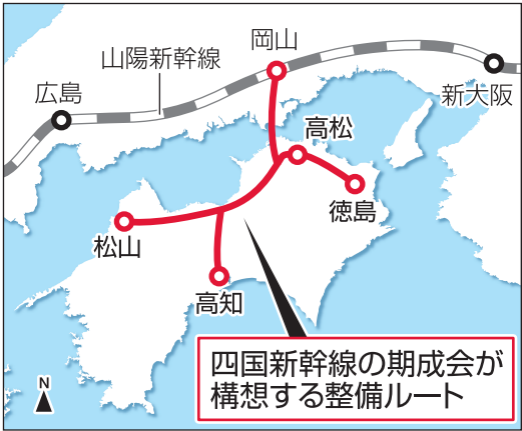 岡山
山陽新幹線
広島
新大阪
高松
徳島
松山
高知
四国新幹線の期成会が
構想する整備ルート
N